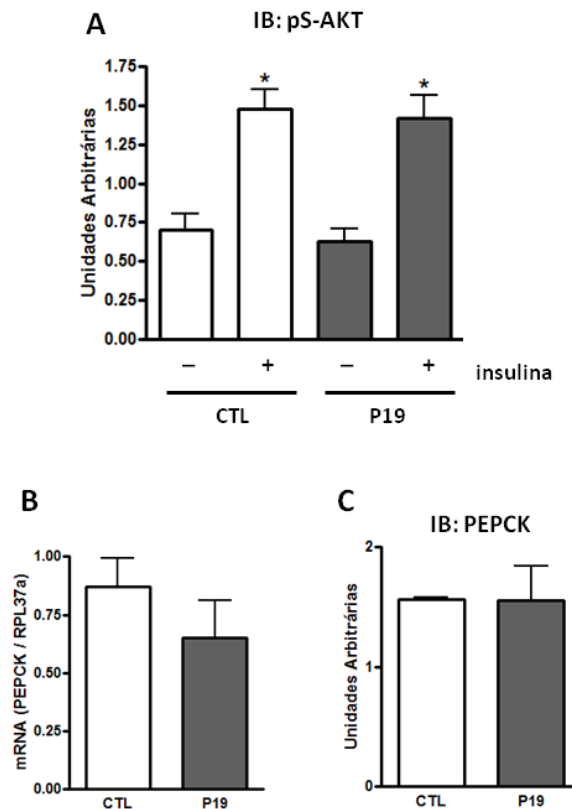 A
IB: pS-AKT
Unidades Arbitrárias
1.75
1.50
1.25
1.00
0.75
0.50
0.25
0.00
* *
– + – + insulina
CTL P19
B
mRNA (PEPCK / RPL37a)
1.00
0.75
0.50
0.25
0.00
CTL P19
C
IB: PEPCK
Unidades Arbitrárias
2
1
0
CTL P19